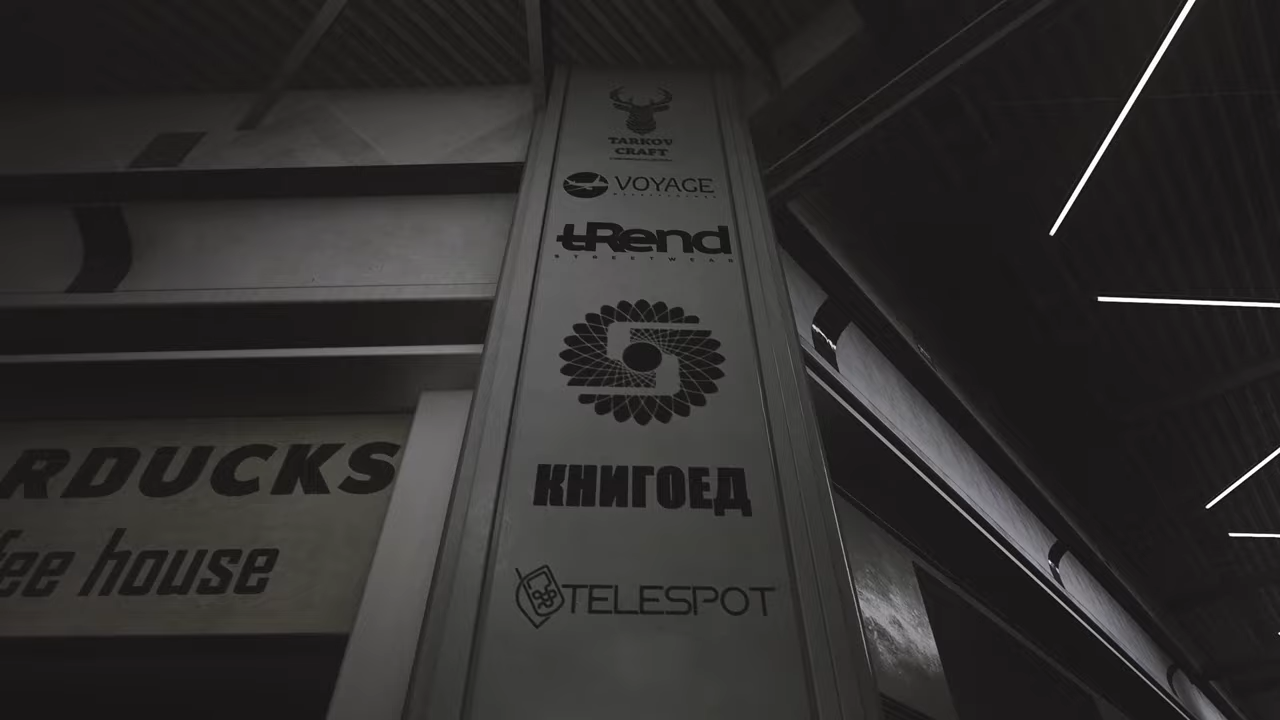 TARKOV
CRAFT
VOYAGE
tRend
STREETWEAR
КНИГОЕД
TELESPOT
RDUCKS
fee house